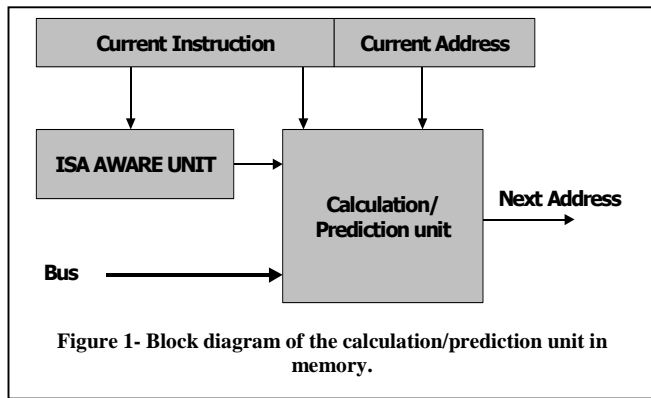 Current Instruction
Current Address
ISA AWARE UNIT
Calculation/
Prediction unit
Next Address
Bus
Figure 1- Block diagram of the calculation/prediction unit in
memory.